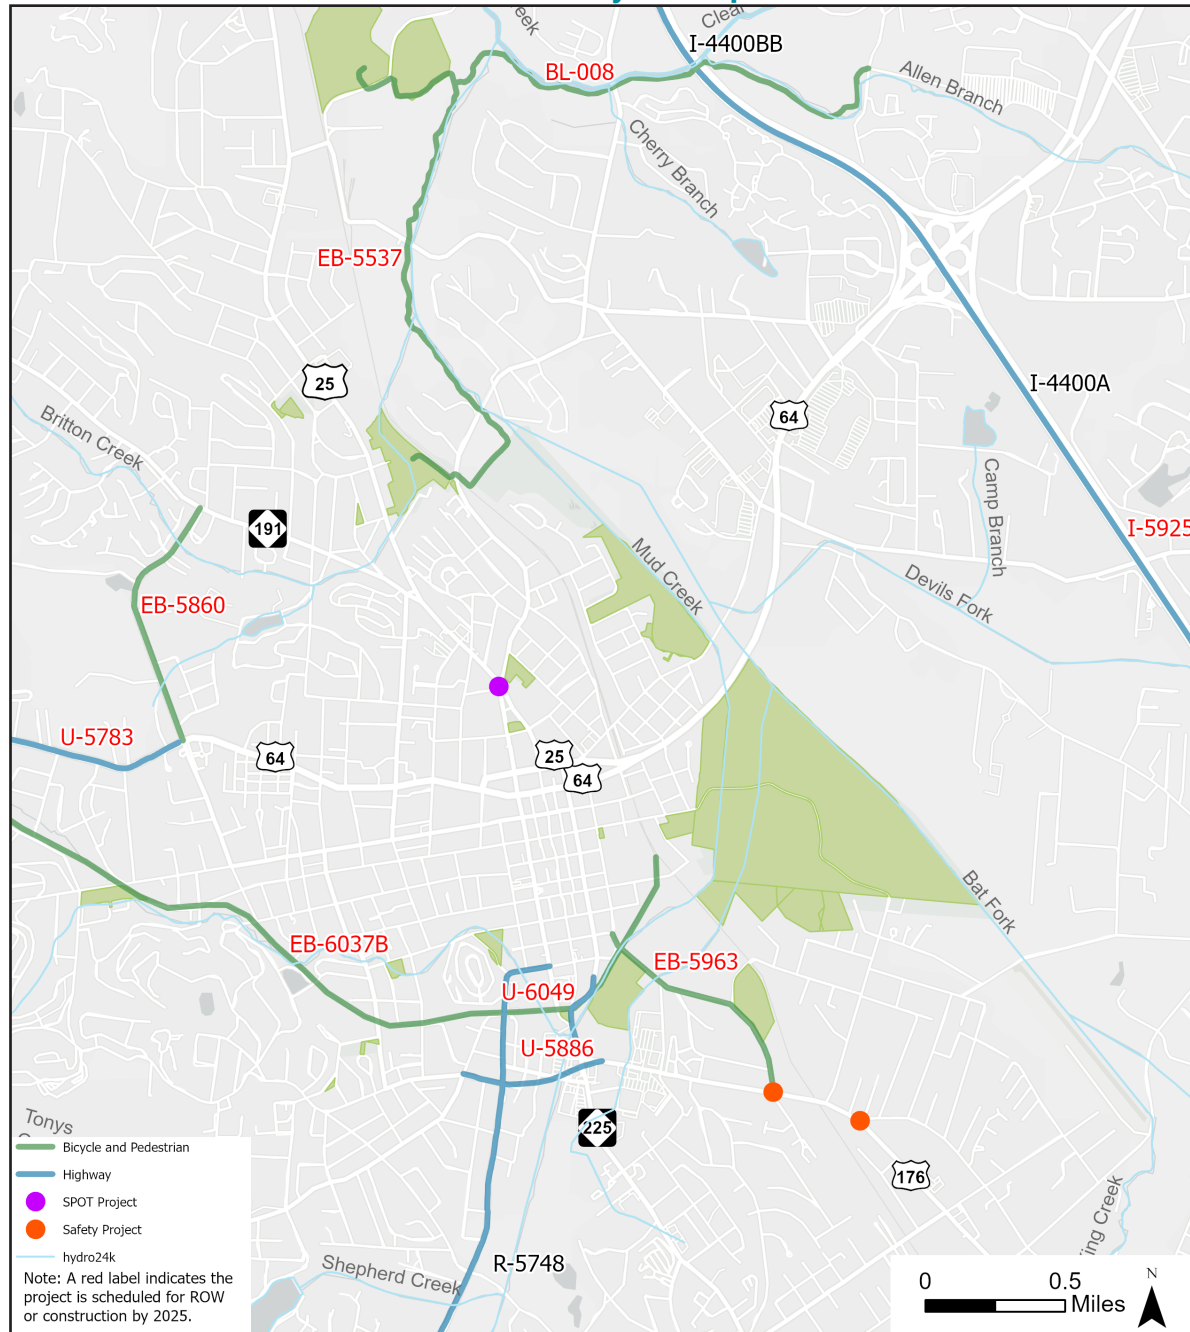 Clear
I-4400BB
BL-008
Allen Branch
Cherry Branch
EB-5537
25
I-4400A
64
Britton Creek
191
Camp Branch
I-5925
Mud Creek
Devils Fork
EB-5860
U-5783
64
25
64
Bat Fork
EB-6037B
EB-5963
U-6049
U-5886
225
176
Tonys
R-5748
Shepherd Creek
Creek
Bicycle and Pedestrian
Highway
SPOT Project
Safety Project
hydro24k
Note: A red label indicates the
project is scheduled for ROW
or construction by 2025.
0 0.5
Miles
N